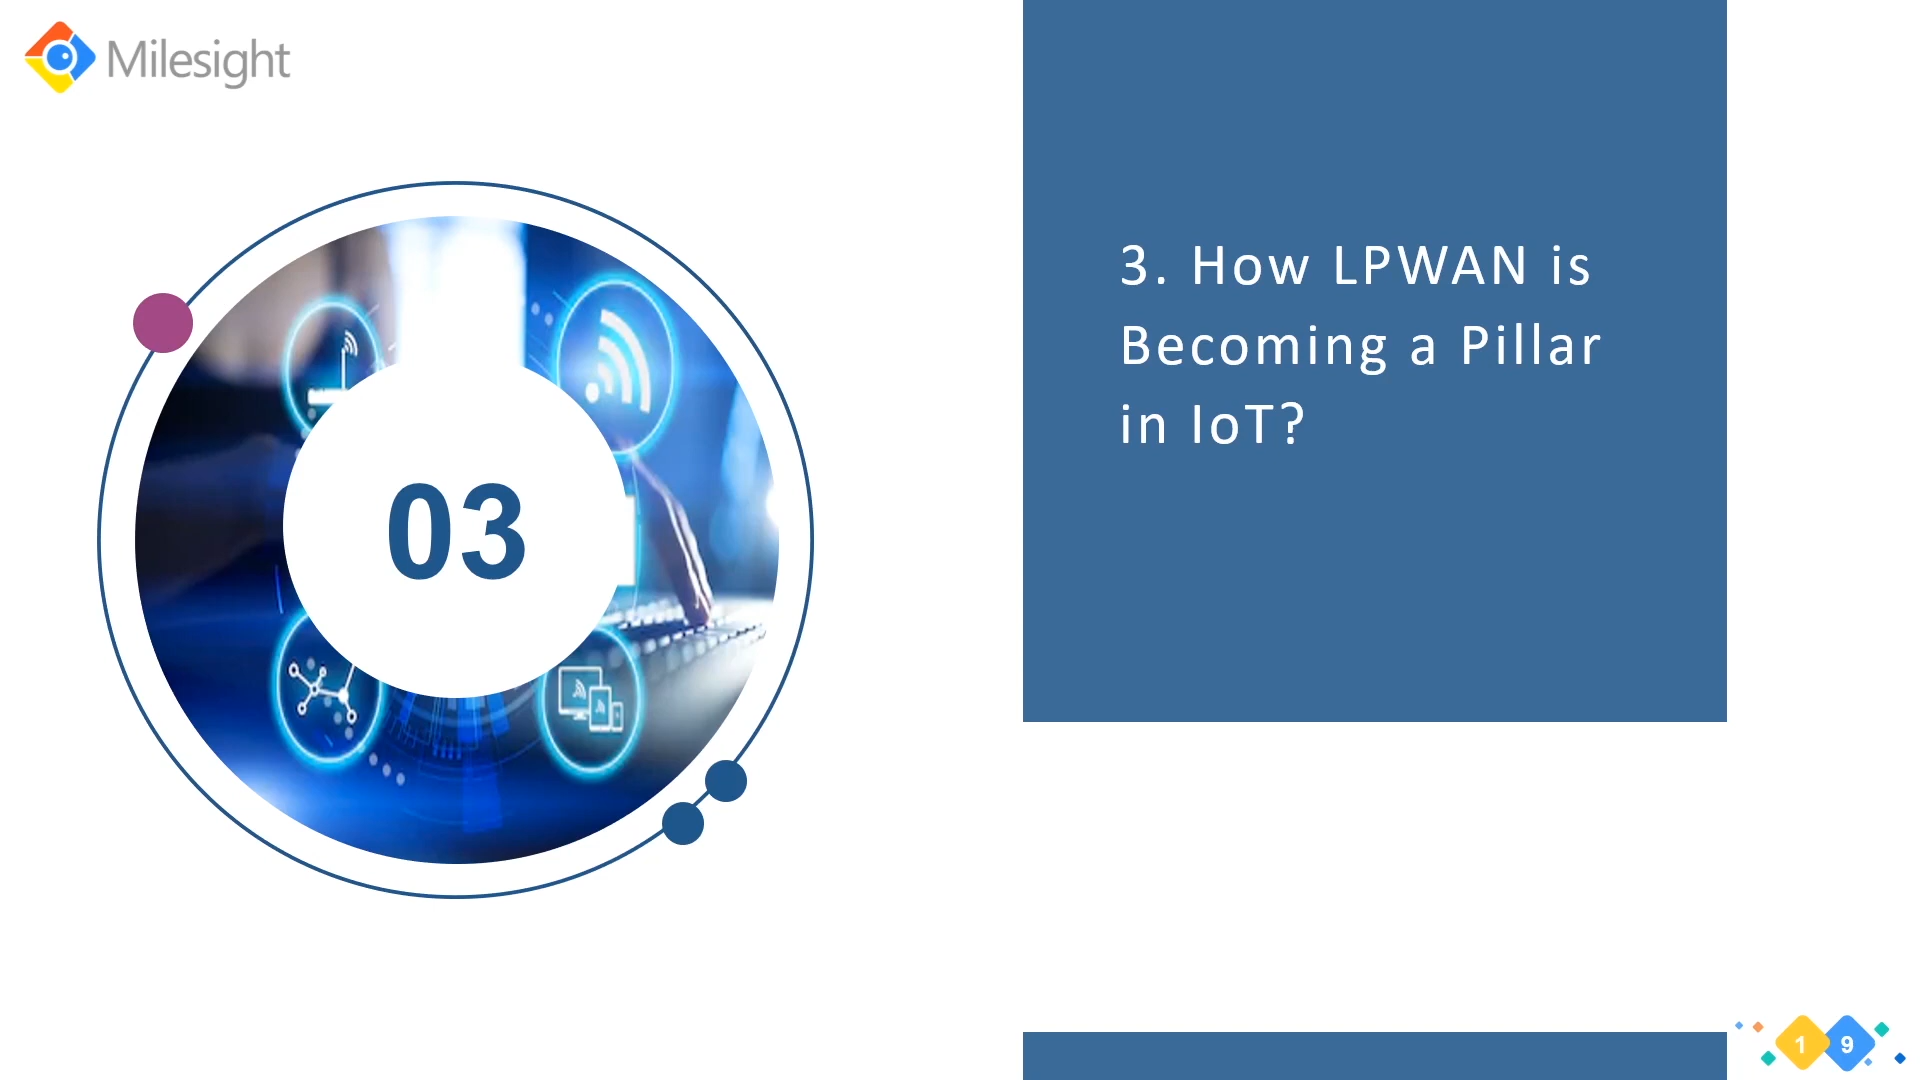 Milesight
03
3. How LPWAN is
Becoming a Pillar
in IoT?
1 9